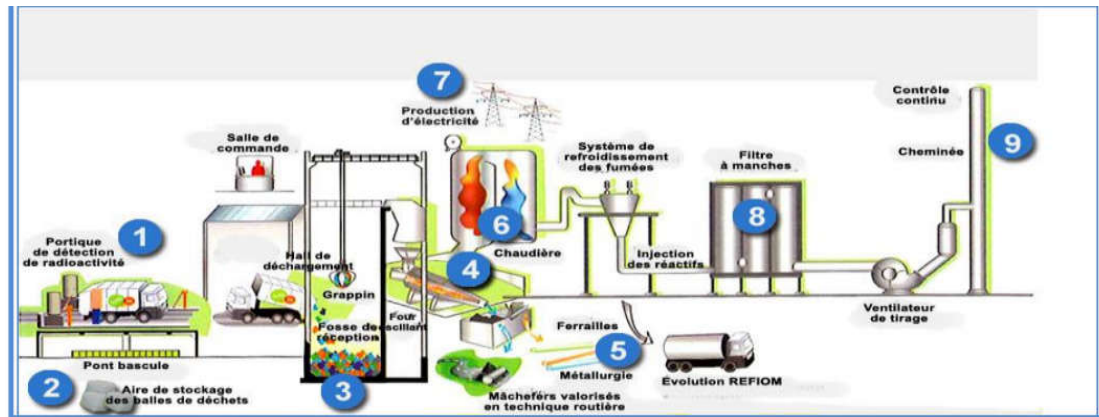 7
Production
d'électricité
Contrôle
continu
9
Cheminée
Salle de
commande
Système de
refroidissement
des fumées
Filtre
à manches
8
1
Portique
de détection
de radioactivité
Hall de
déchargement
6
Chaudière
4
Injection
des réactifs
Grappin
Fosse de
réception
Four
oscillant
Ventilateur
de tirage
Ferrailles
5
Métallurgie
Évolution REFIOM
Pont bascule
2
Aire de stockage
des balles de déchets
3
Mâchefers valorisés
en technique routière